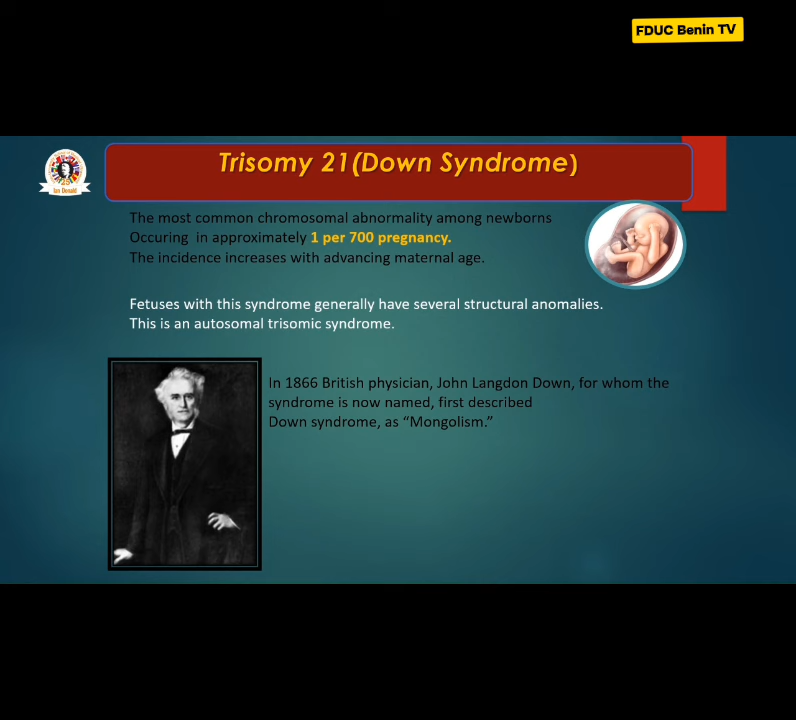 FDUC Benin TV
Trisomy 21(Down Syndrome)
Ian Donald
The most common chromosomal abnormality among newborns
Occuring in approximately 1 per 700 pregnancy.
The incidence increases with advancing maternal age.
Fetuses with this syndrome generally have several structural anomalies.
This is an autosomal trisomic syndrome.
In 1866 British physician, John Langdon Down, for whom the
syndrome is now named, first described
Down syndrome, as “Mongolism.”